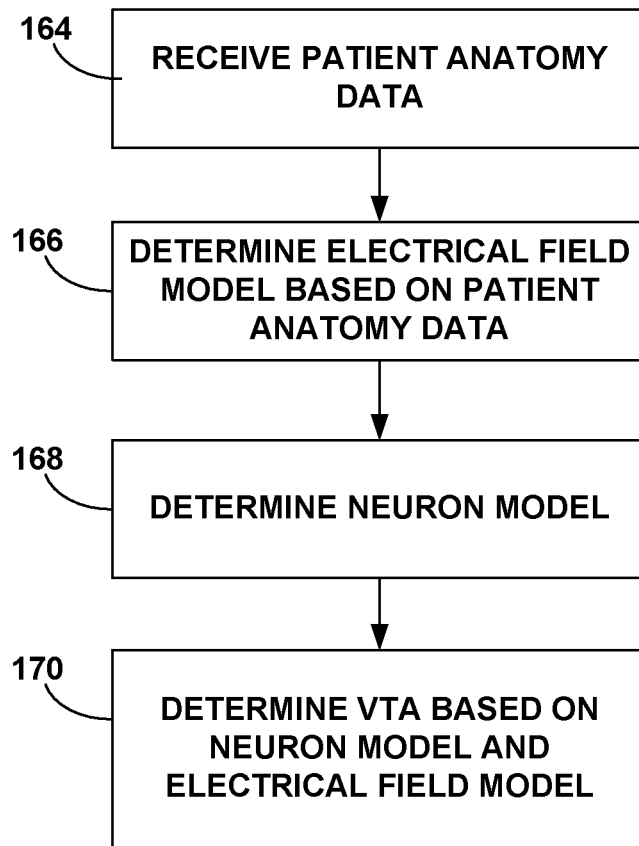 164
RECEIVE PATIENT ANATOMY
DATA
166
DETERMINE ELECTRICAL FIELD
MODEL BASED ON PATIENT
ANATOMY DATA
168
DETERMINE NEURON MODEL
170
DETERMINE VTA BASED ON
NEURON MODEL AND
ELECTRICAL FIELD MODEL